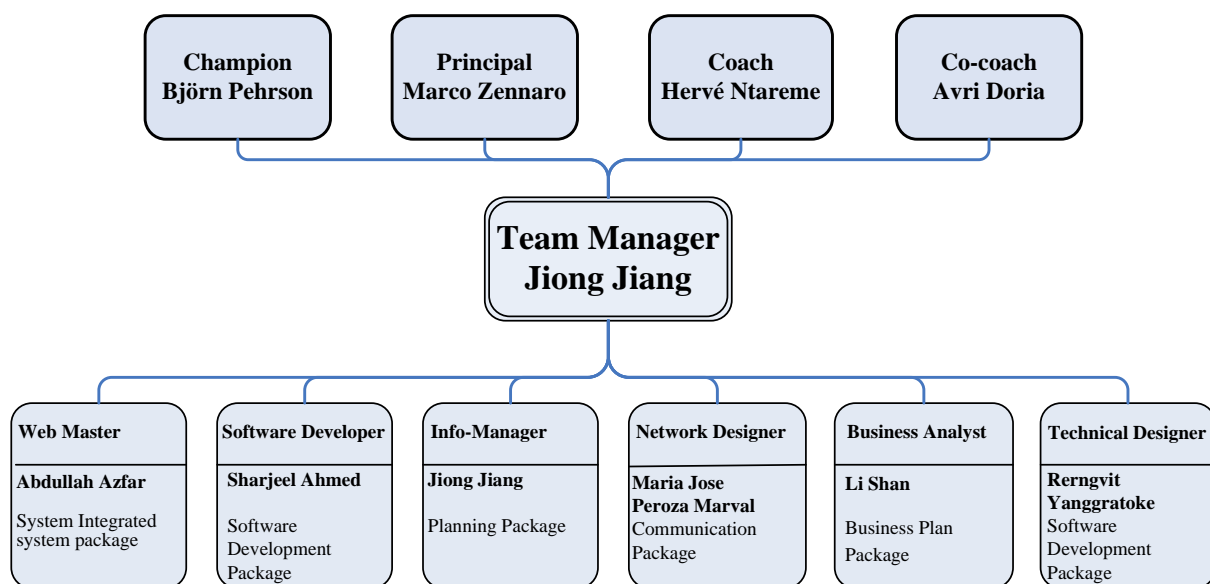 Champion
Björn Pehrson
Principal
Marco Zennaro
Coach
Hervé Ntareme
Co-coach
Avri Doria
Team Manager
Jiong Jiang
Web Master
Abdullah Azfar
System Integrated
system package
Software Developer
Sharjeel Ahmed
Software
Development
Package
Info-Manager
Jiong Jiang
Planning Package
Network Designer
Maria Jose
Peroza Marval
Communication
Package
Business Analyst
Li Shan
Business Plan
Package
Technical Designer
Rerngvit
Yanggratoke
Software
Development
Package